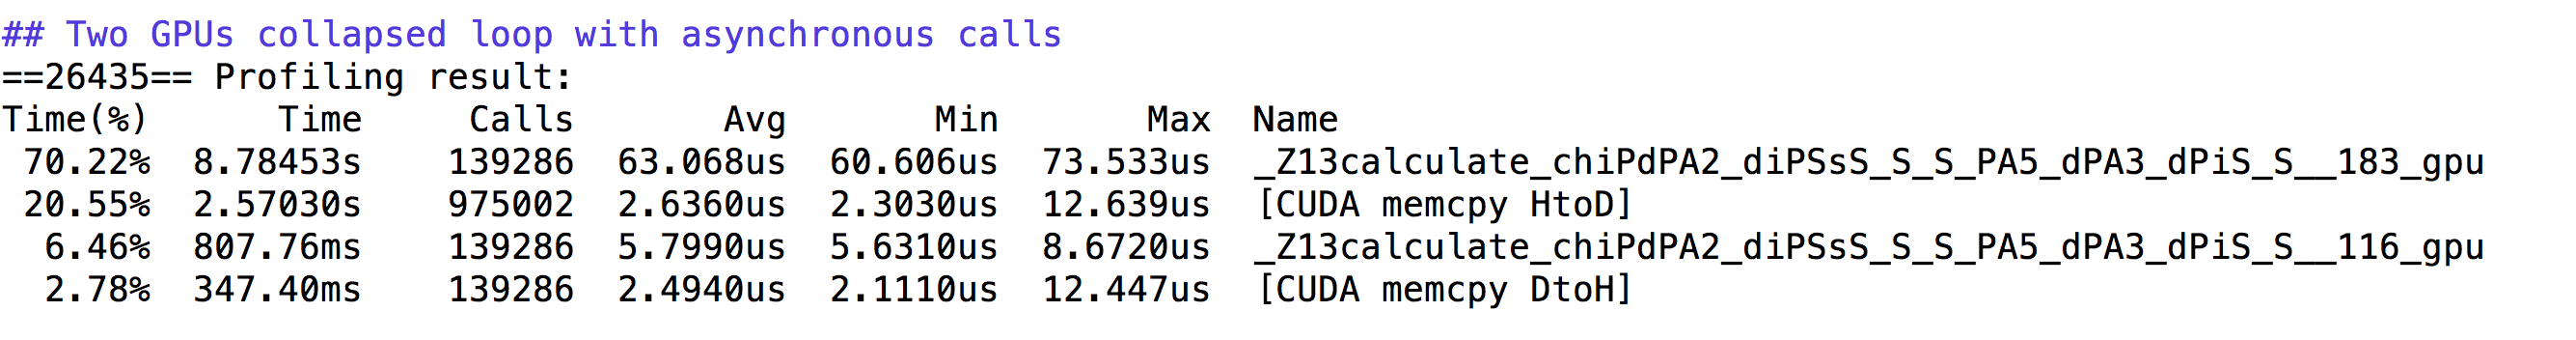 ## Two GPUs collapsed loop with asynchronous calls
==26435== Profiling result:
Time(%)      Time     Calls       Avg       Min       Max  Name
 70.22%  8.78453s    139286  63.068us  60.606us  73.533us  _Z13calculate_chiPdPA2_diPSsS_S_S_PA5_dPA3_dPiS_S__183_gpu
 20.55%  2.57030s    975002  2.6360us  2.3030us  12.639us  [CUDA memcpy HtoD]
  6.46%  807.76ms    139286  5.7990us  5.6310us  8.6720us  _Z13calculate_chiPdPA2_diPSsS_S_S_PA5_dPA3_dPiS_S__116_gpu
  2.78%  347.40ms    139286  2.4940us  2.1110us  12.447us  [CUDA memcpy DtoH]